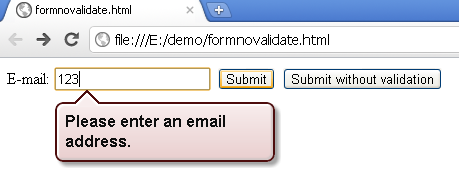 formnovalidate.html
file:///E:/demo/formnovalidate.html
E-mail: 123 Submit Submit without validation
Please enter an email
address.